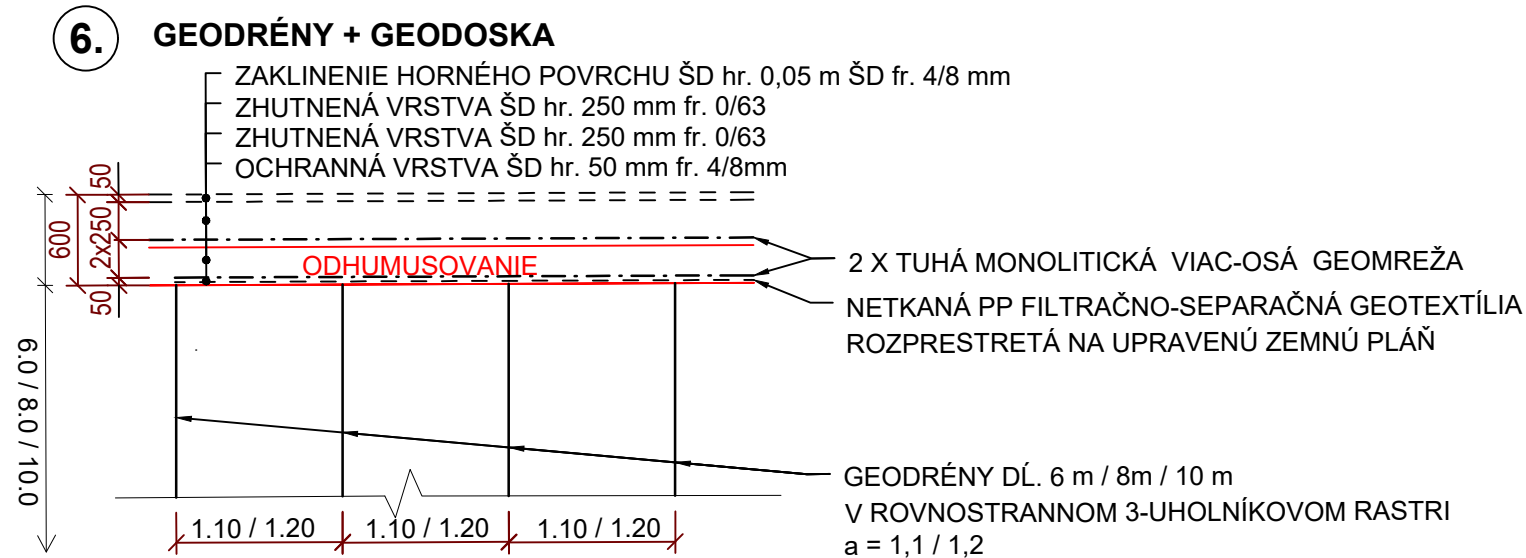 6. GEODRÉNY + GEODOSKA
ZAKLINENIE HORNÉHO POVRCHU ŠD hr. 0,05 m ŠD fr. 4/8 mm
ZHUTNENÁ VRSTVA ŠD hr. 250 mm fr. 0/63
ZHUTNENÁ VRSTVA ŠD hr. 250 mm fr. 0/63
OCHRANNÁ VRSTVA ŠD hr. 50 mm fr. 4/8mm
50
600
2x250
50
ODHUMUSOVANIE
2 X TUHÁ MONOLITICKÁ VIAC-OSÁ GEOMREŽA
NETKANÁ PP FILTRAČNO-SEPARAČNÁ GEOTEXTÍLIA
ROZPRESTRETÁ NA UPRAVENÚ ZEMNÚ PLÁŇ
6.0 / 8.0 / 10.0
GEODRÉNY DĹ. 6 m / 8m / 10 m
V ROVNOSTRANNOM 3-UHOLNÍKOVOM RASTRI
a = 1,1 / 1,2
1.10 / 1.20 1.10 / 1.20 1.10 / 1.20